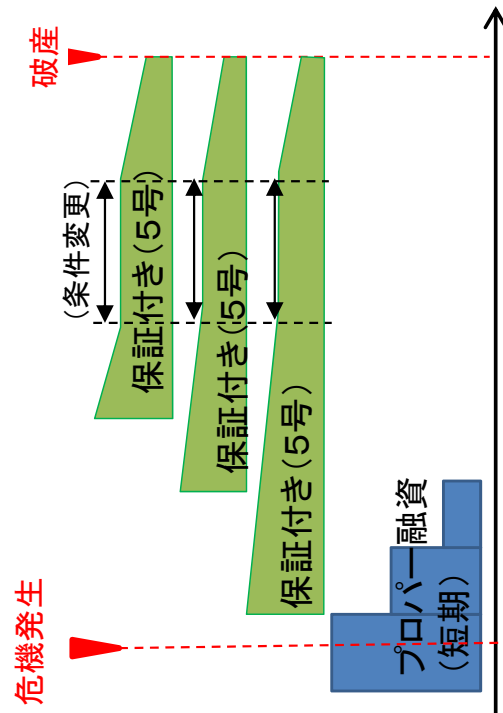 危機発生
破産
(条件変更)
保証付き(5号)
保証付き(5号)
保証付き(5号)
プロパー融資
(短期)